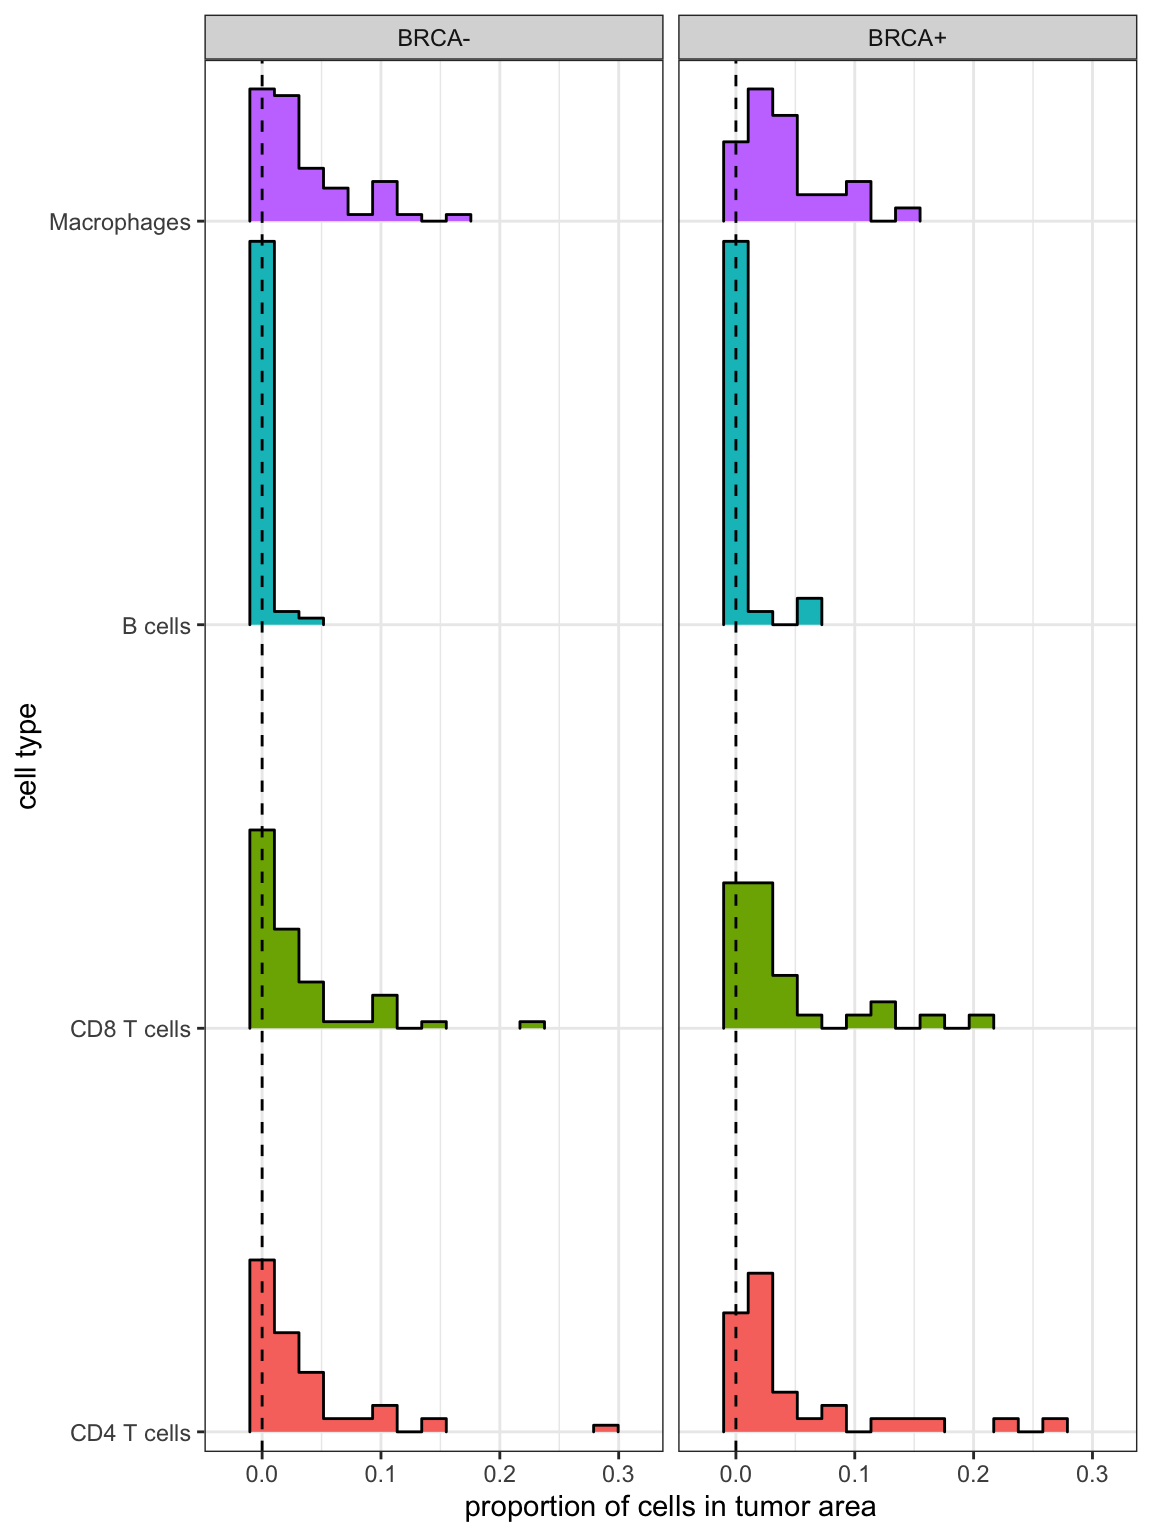 BRCA-
BRCA+
Macrophages
B cells
CD8 T cells
CD4 T cells
cell type
0.0 0.1 0.2 0.3
0.0 0.1 0.2 0.3
proportion of cells in tumor area